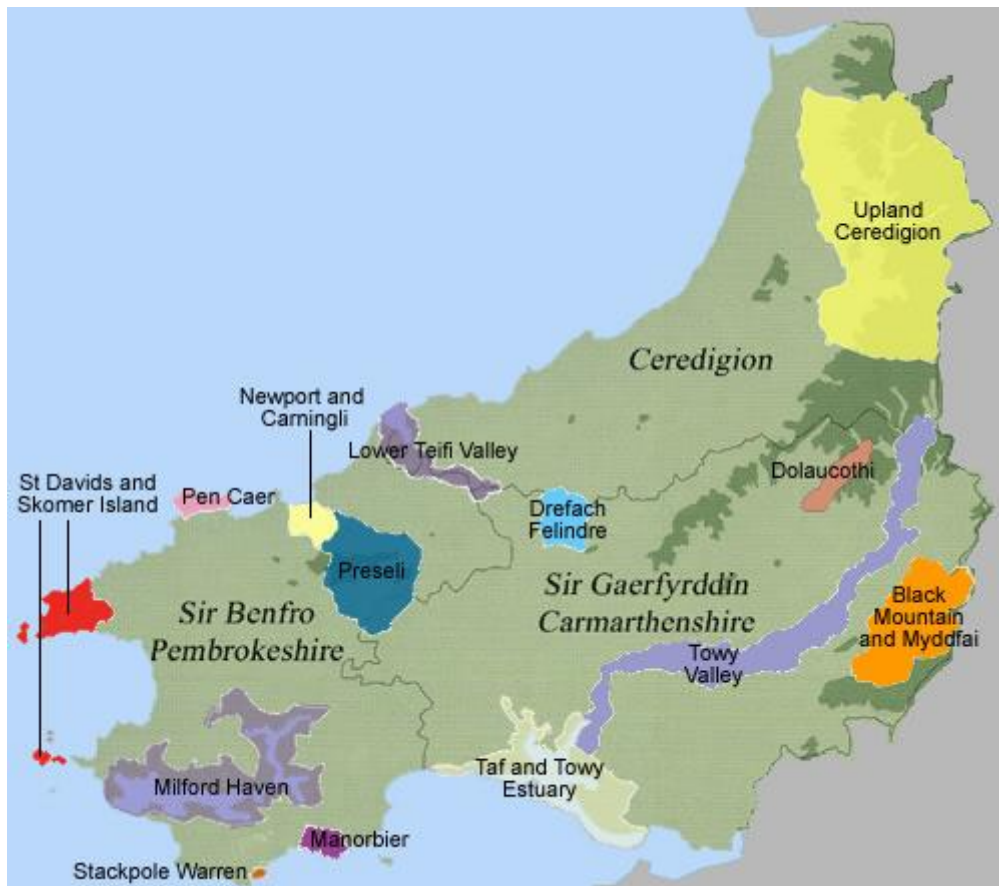 Upland
Ceredigion
Ceredigion
Newport and
Carningli
Lower Teifi Valley
Dolaucothi
St Davids and
Skomer Island
Pen Caer
Drefach
Felindre
Preseli
Sir Gaerfyrddin
Carmarthenshire
Black
Mountain
and Myddfai
Sir Benfro
Pembrokeshire
Towy
Valley
Taf and Towy
Estuary
Milford Haven
Manorbier
Stackpole Warren